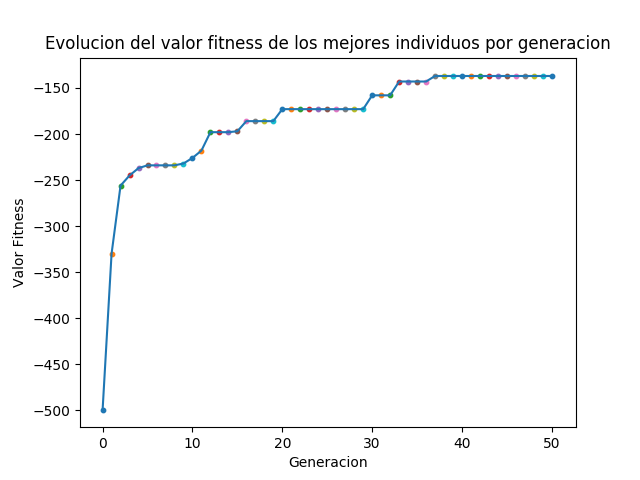 Evolucion del valor fitness de los mejores individuos por generacion
−150
−200
−250
−300
−350
−400
−450
−500
Valor Fitness
0 10 20 30 40 50
Generacion